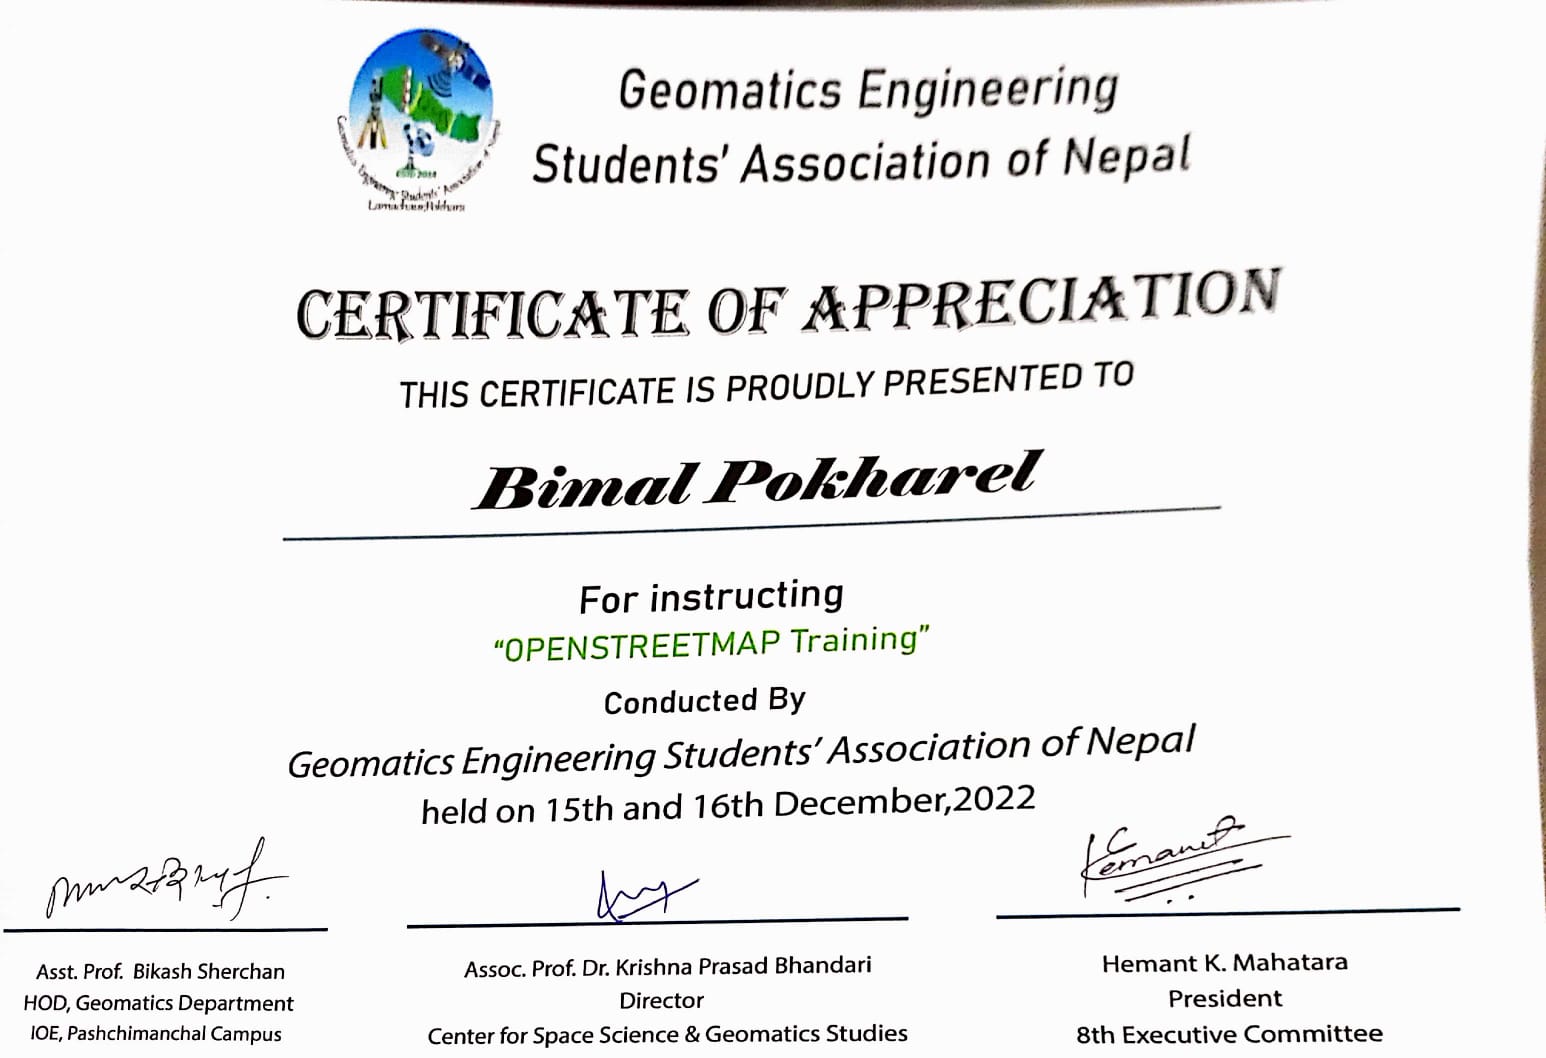 Geomatics Engineering
Students' Association of Nepal
ESTD 2014
Geomatics Engineering Students' Association of Nepal
Lamachaur, Pokhara
CERTIFICATE OF APPRECIATION
THIS CERTIFICATE IS PROUDLY PRESENTED TO
Bimal Pokharel
For instructing
“OPENSTREETMAP Training”
Conducted By
Geomatics Engineering Students' Association of Nepal
held on 15th and 16th December,2022
Asst. Prof. Bikash Sherchan
HOD, Geomatics Department
IOE, Pashchimanchal Campus
Assoc. Prof. Dr. Krishna Prasad Bhandari
Director
Center for Space Science & Geomatics Studies
Hemant K. Mahatara
President
8th Executive Committee